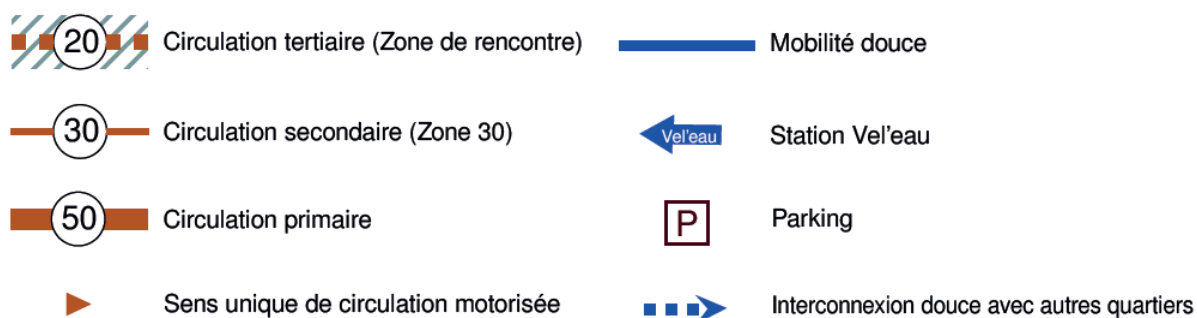 20 Circulation tertiaire (Zone de rencontre)
Mobilité douce
30 Circulation secondaire (Zone 30)
Vel'eau Station Vel'eau
50 Circulation primaire
P Parking
Sens unique de circulation motorisée
Interconnexion douce avec autres quartiers